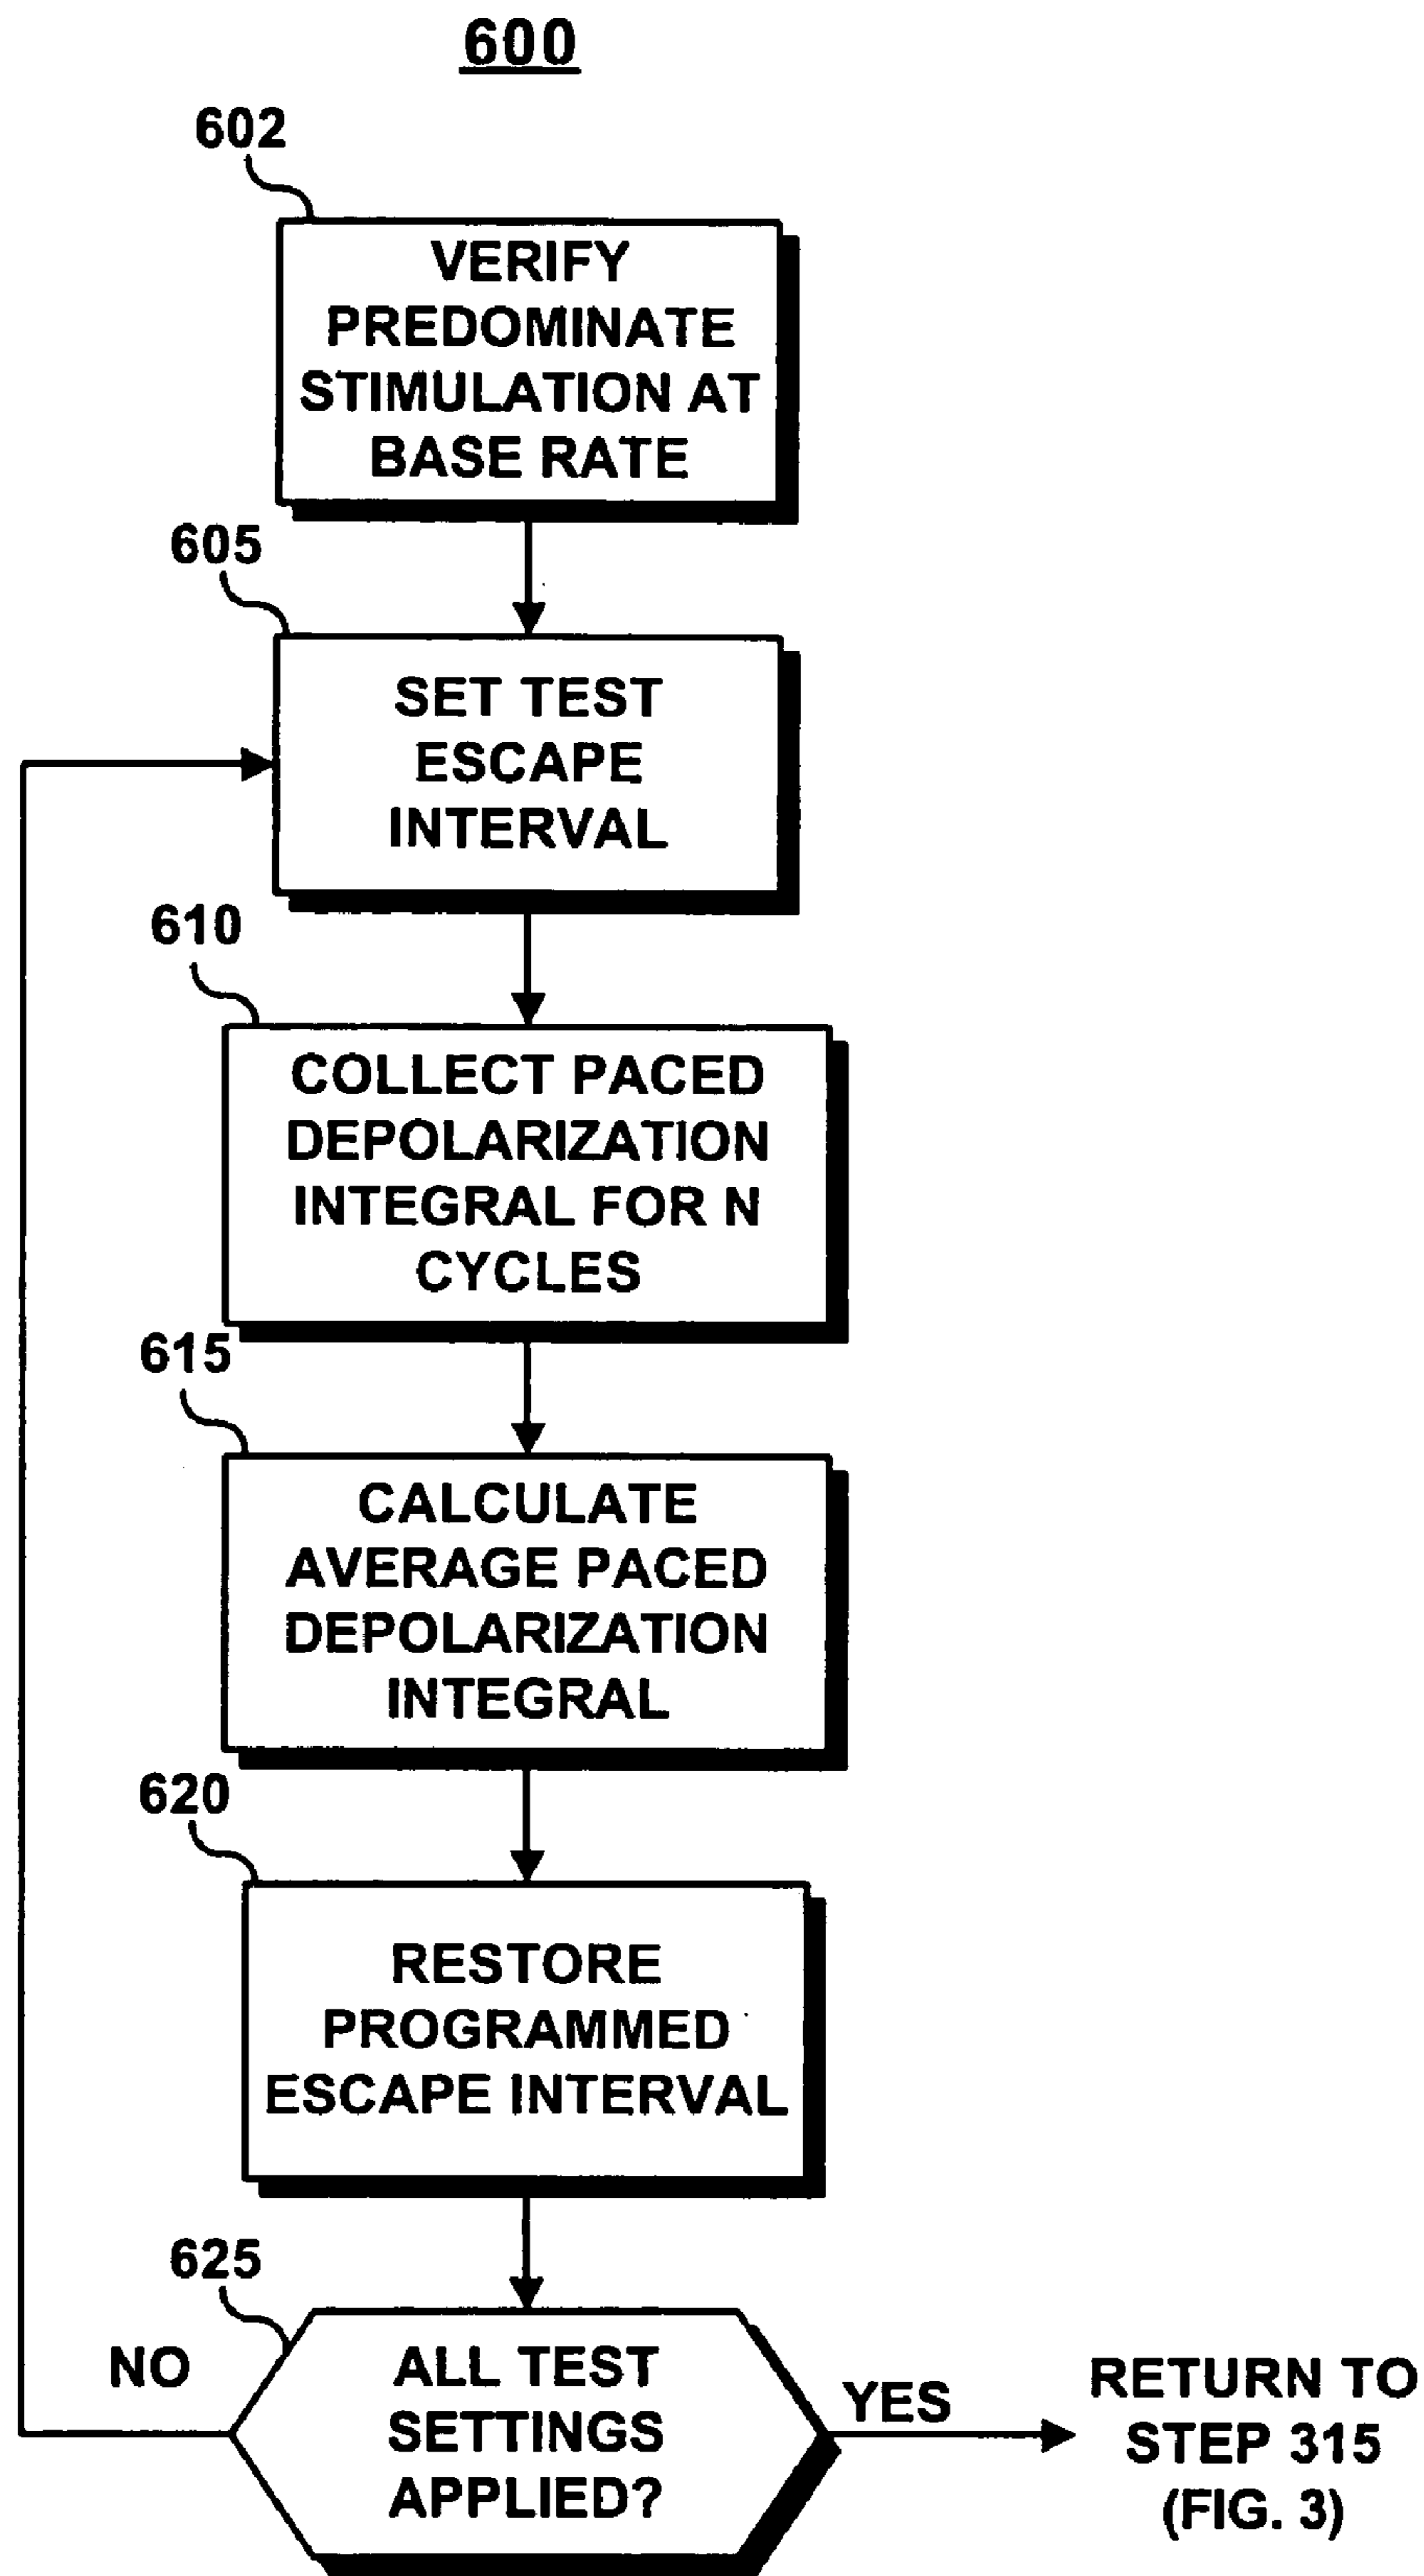 600
602
VERIFY
PREDOMINATE
STIMULATION AT
BASE RATE
605
SET TEST
ESCAPE
INTERVAL
610
COLLECT PACED
DEPOLARIZATION
INTEGRAL FOR N
CYCLES
615
CALCULATE
AVERAGE PACED
DEPOLARIZATION
INTEGRAL
620
RESTORE
PROGRAMMED
ESCAPE INTERVAL
625
NO
ALL TEST
SETTINGS
APPLIED?
YES
RETURN TO
STEP 315
(FIG. 3)